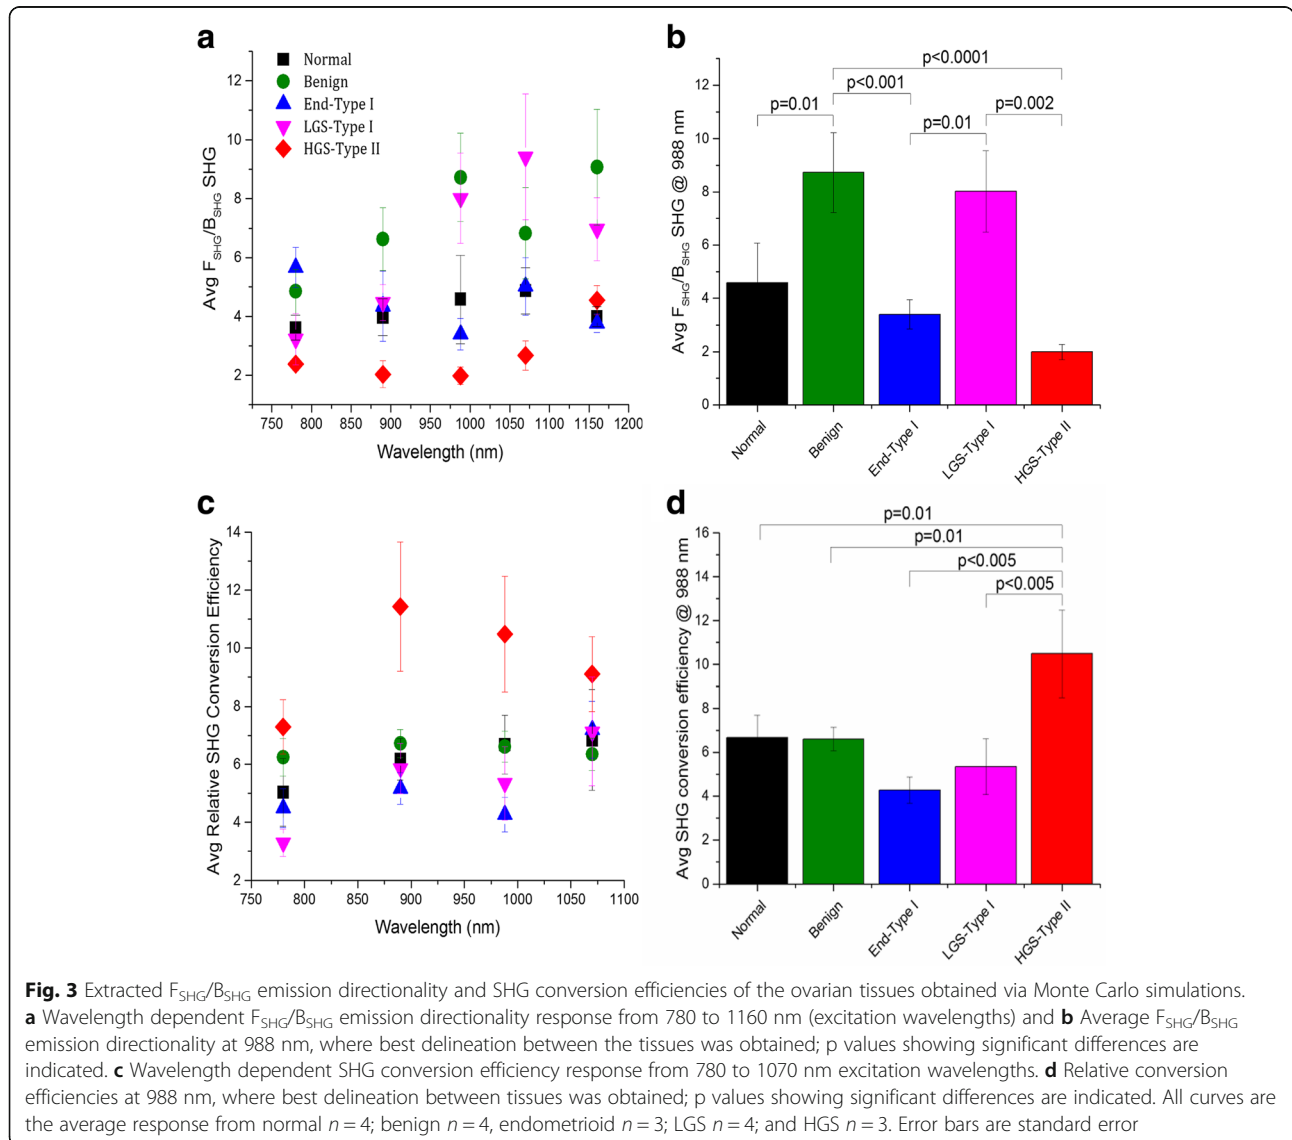 a
Normal
Benign
End-Type I
LGS-Type I
HGS-Type II
12
10
8
6
4
2
Avg F_SHG/B_SHG SHG
750 800 850 900 950 1000 1050 1100 1150 1200
Wavelength (nm)
b
p<0.0001
p<0.001
p=0.01
p=0.002
p=0.01
12
10
8
6
4
2
0
Avg F_SHG/B_SHG SHG @ 988 nm
Normal
Benign
End-Type I
LGS-Type I
HGS-Type II
c
14
12
10
8
6
4
2
Avg Relative SHG Conversion Efficiency
750 800 850 900 950 1000 1050 1100
Wavelength (nm)
d
p=0.01
p=0.01
p<0.005
p<0.005
16
14
12
10
8
6
4
2
0
Avg SHG conversion efficiency @ 988 nm
Normal
Benign
End-Type I
LGS-Type I
HGS-Type II
Fig. 3 Extracted F_SHG/B_SHG emission directionality and SHG conversion efficiencies of the ovarian tissues obtained via Monte Carlo simulations.
a Wavelength dependent F_SHG/B_SHG emission directionality response from 780 to 1160 nm (excitation wavelengths) and b Average F_SHG/B_SHG
emission directionality at 988 nm, where best delineation between the tissues was obtained; p values showing significant differences are
indicated. c Wavelength dependent SHG conversion efficiency response from 780 to 1070 nm excitation wavelengths. d Relative conversion
efficiencies at 988 nm, where best delineation between tissues was obtained; p values showing significant differences are indicated. All curves are
the average response from normal n = 4; benign n = 4, endometrioid n = 3; LGS n = 4; and HGS n = 3. Error bars are standard error